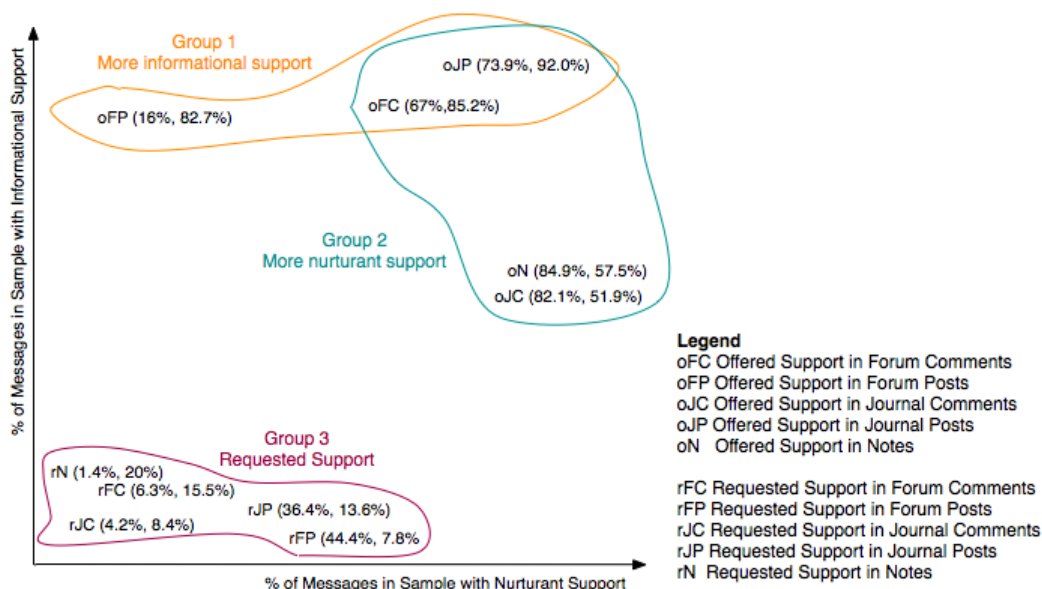 % of Messages in Sample with Informational Support
Group 1
More informational support
oJP (73.9%, 92.0%)
oFC (67%,85.2%)
oFP (16%, 82.7%)
Group 2
More nurturant support
oN (84.9%, 57.5%)
oJC (82.1%, 51.9%)
Group 3
Requested Support
rN (1.4%, 20%)
rFC (6.3%, 15.5%)
rJP (36.4%, 13.6%)
rJC (4.2%, 8.4%)
rFP (44.4%, 7.8%
% of Messages in Sample with Nurturant Support
Legend
oFC Offered Support in Forum Comments
oFP Offered Support in Forum Posts
oJC Offered Support in Journal Comments
oJP Offered Support in Journal Posts
oN Offered Support in Notes
rFC Requested Support in Forum Comments
rFP Requested Support in Forum Posts
rJC Requested Support in Journal Comments
rJP Requested Support in Journal Posts
rN Requested Support in Notes